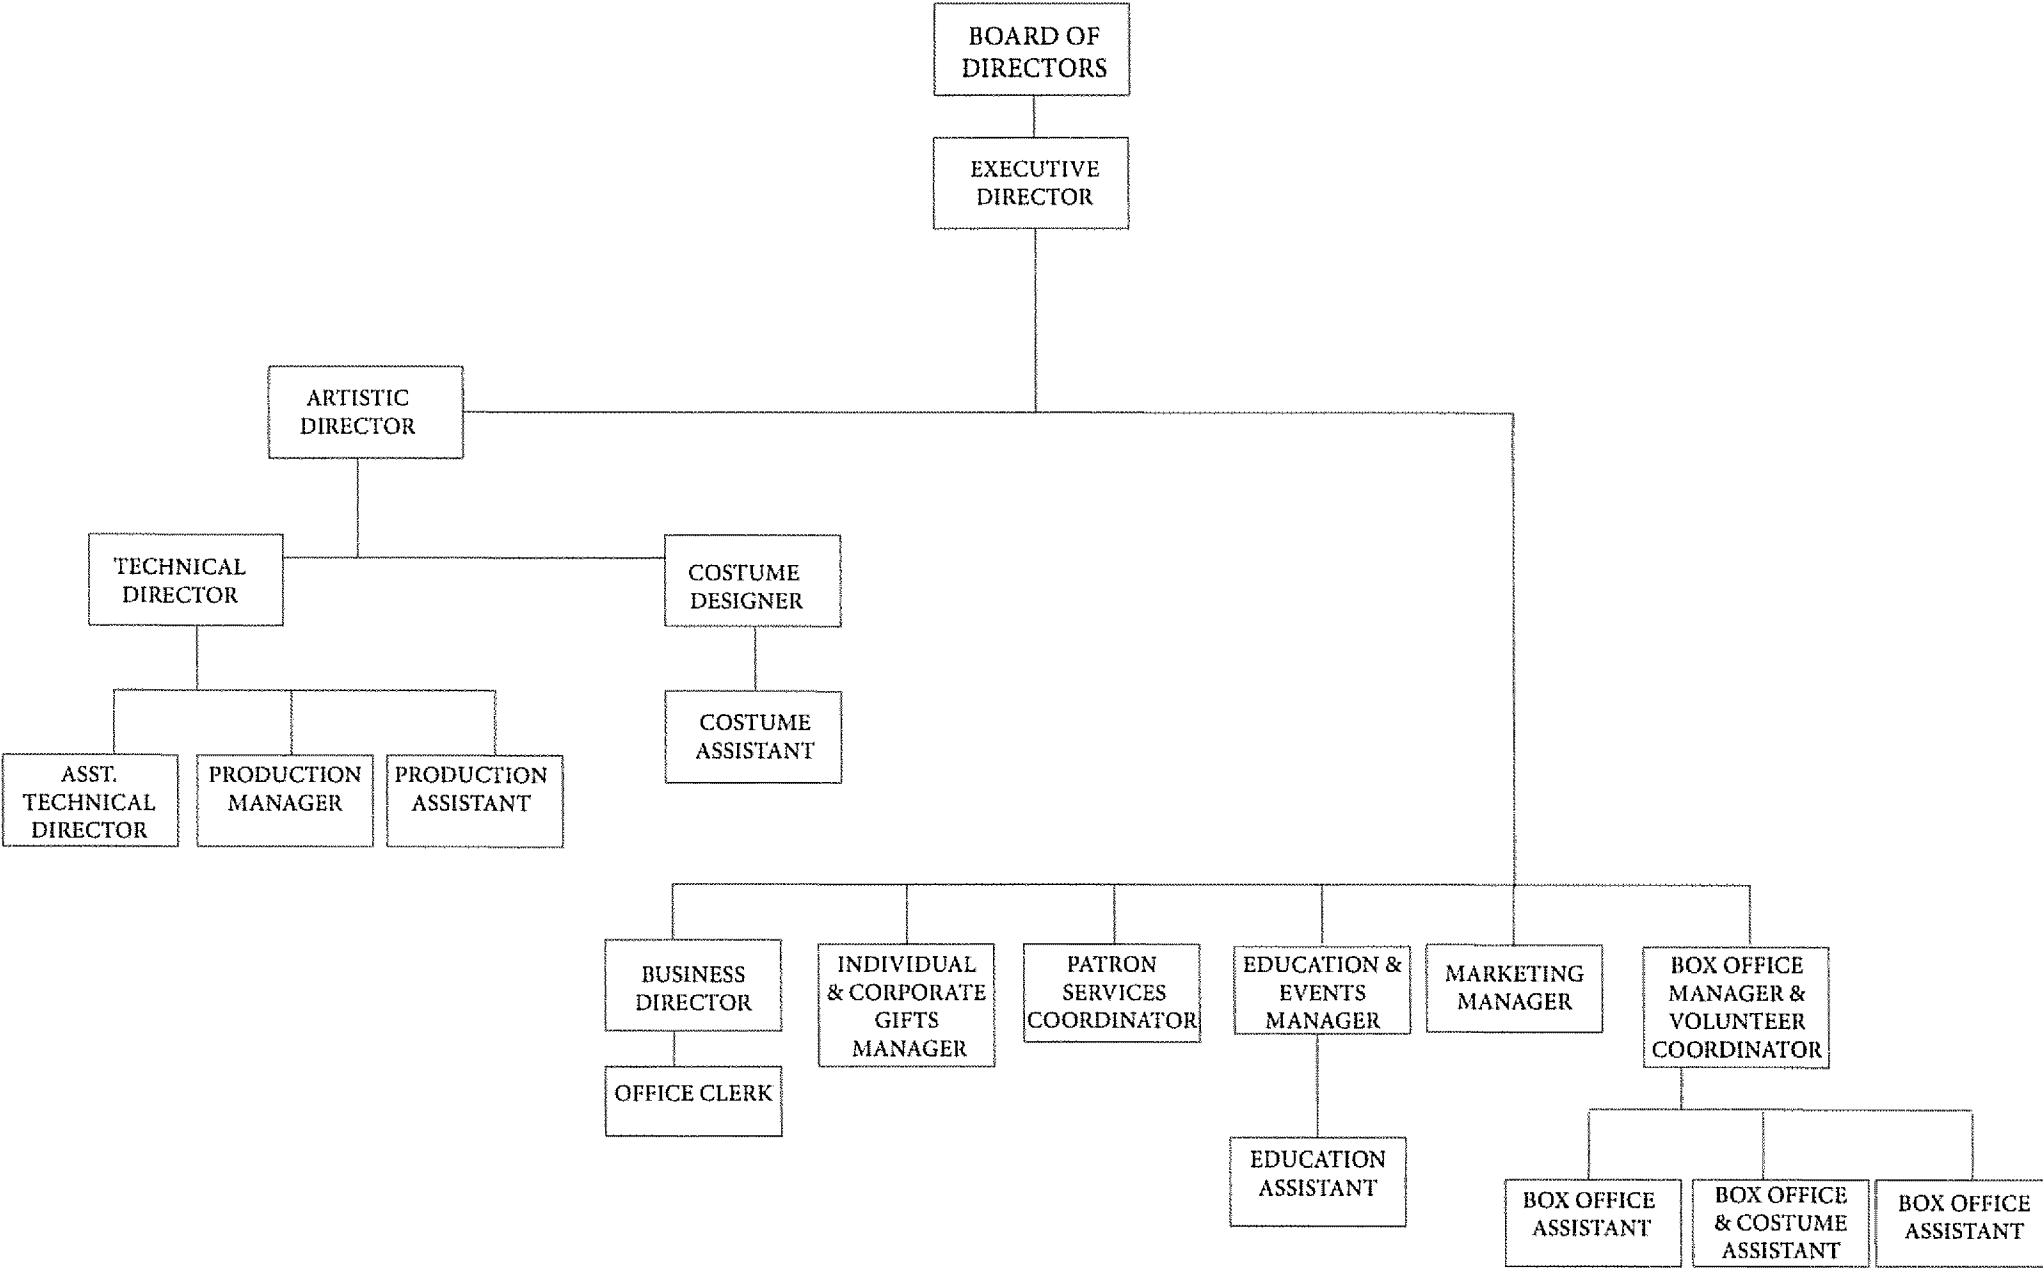 BOARD OF
DIRECTORS
EXECUTIVE
DIRECTOR
ARTISTIC
DIRECTOR
TECHNICAL
DIRECTOR
COSTUME
DESIGNER
COSTUME
ASSISTANT
ASST.
TECHNICAL
DIRECTOR
PRODUCTION
MANAGER
PRODUCTION
ASSISTANT
BUSINESS
DIRECTOR
INDIVIDUAL
& CORPORATE
GIFTS
MANAGER
PATRON
SERVICES
COORDINATOR
EDUCATION &
EVENTS
MANAGER
MARKETING
MANAGER
BOX OFFICE
MANAGER &
VOLUNTEER
COORDINATOR
OFFICE CLERK
EDUCATION
ASSISTANT
BOX OFFICE
ASSISTANT
BOX OFFICE
& COSTUME
ASSISTANT
BOX OFFICE
ASSISTANT